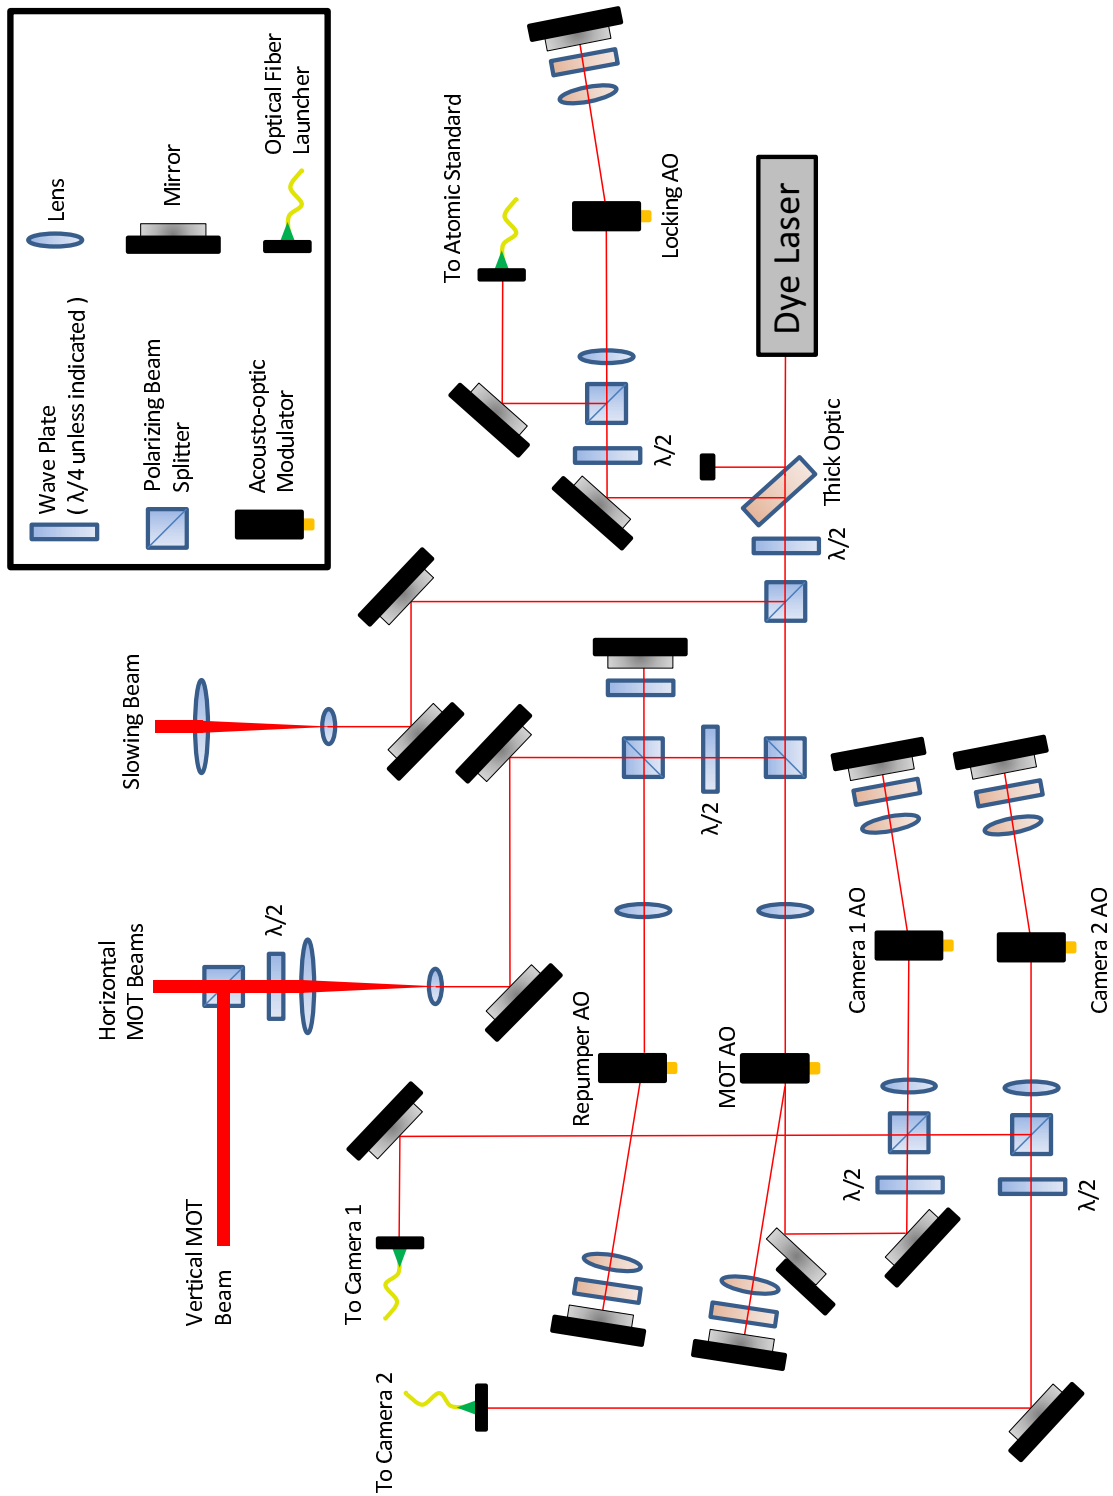 Wave Plate
( λ/4 unless indicated )
Lens
Polarizing Beam
Splitter
Mirror
Acousto-optic
Modulator
Optical Fiber
Launcher
Vertical MOT
Beam
Horizontal
MOT Beams
λ/2
Slowing Beam
To Camera 2
To Camera 1
To Atomic Standard
Repumper AO
Locking AO
λ/2
MOT AO
λ/2
Dye Laser
Thick Optic
λ/2
λ/2
Camera 1 AO
λ/2
Camera 2 AO